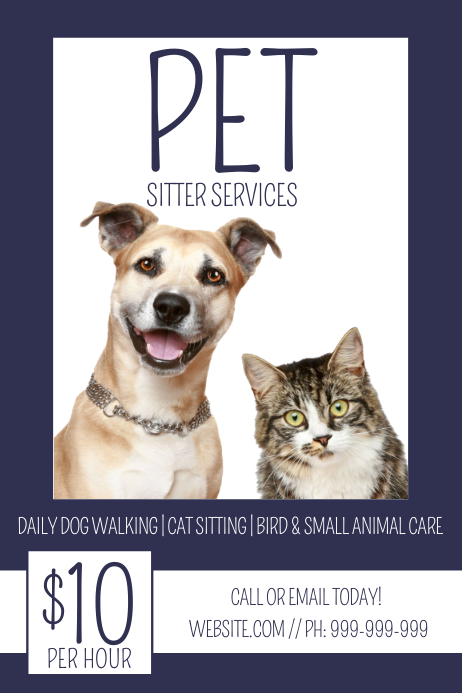 PET
SITTER SERVICES
DAILY DOG WALKING | CAT SITTING | BIRD & SMALL ANIMAL CARE
$10
PER HOUR
CALL OR EMAIL TODAY!
WEBSITE.COM // PH: 999-999-999